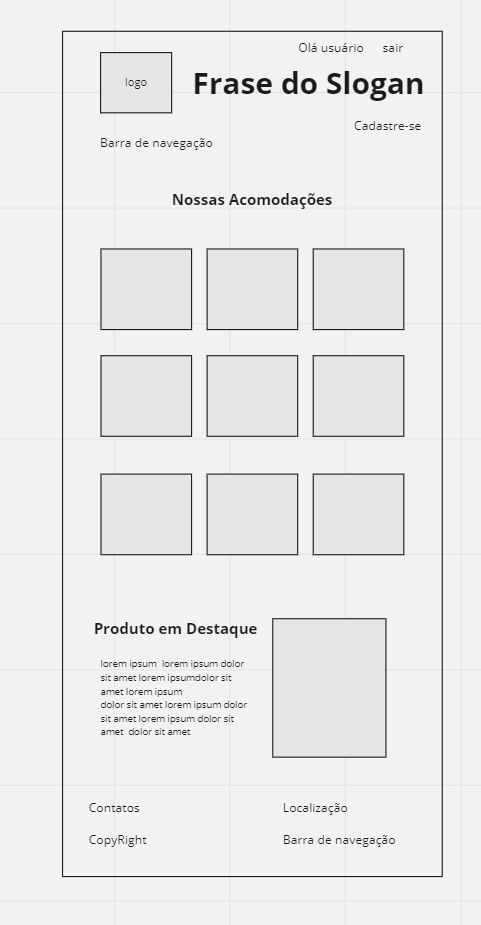 Olá usuário sair
logo
Frase do Slogan
Cadastre-se
Barra de navegação
Nossas Acomodações
Produto em Destaque
lorem ipsum lorem ipsum dolor
sit amet lorem ipsumdolor sit
amet lorem ipsum
dolor sit amet lorem ipsum dolor
sit amet lorem ipsum dolor sit
amet dolor sit amet
Contatos
Localização
CopyRight
Barra de navegação